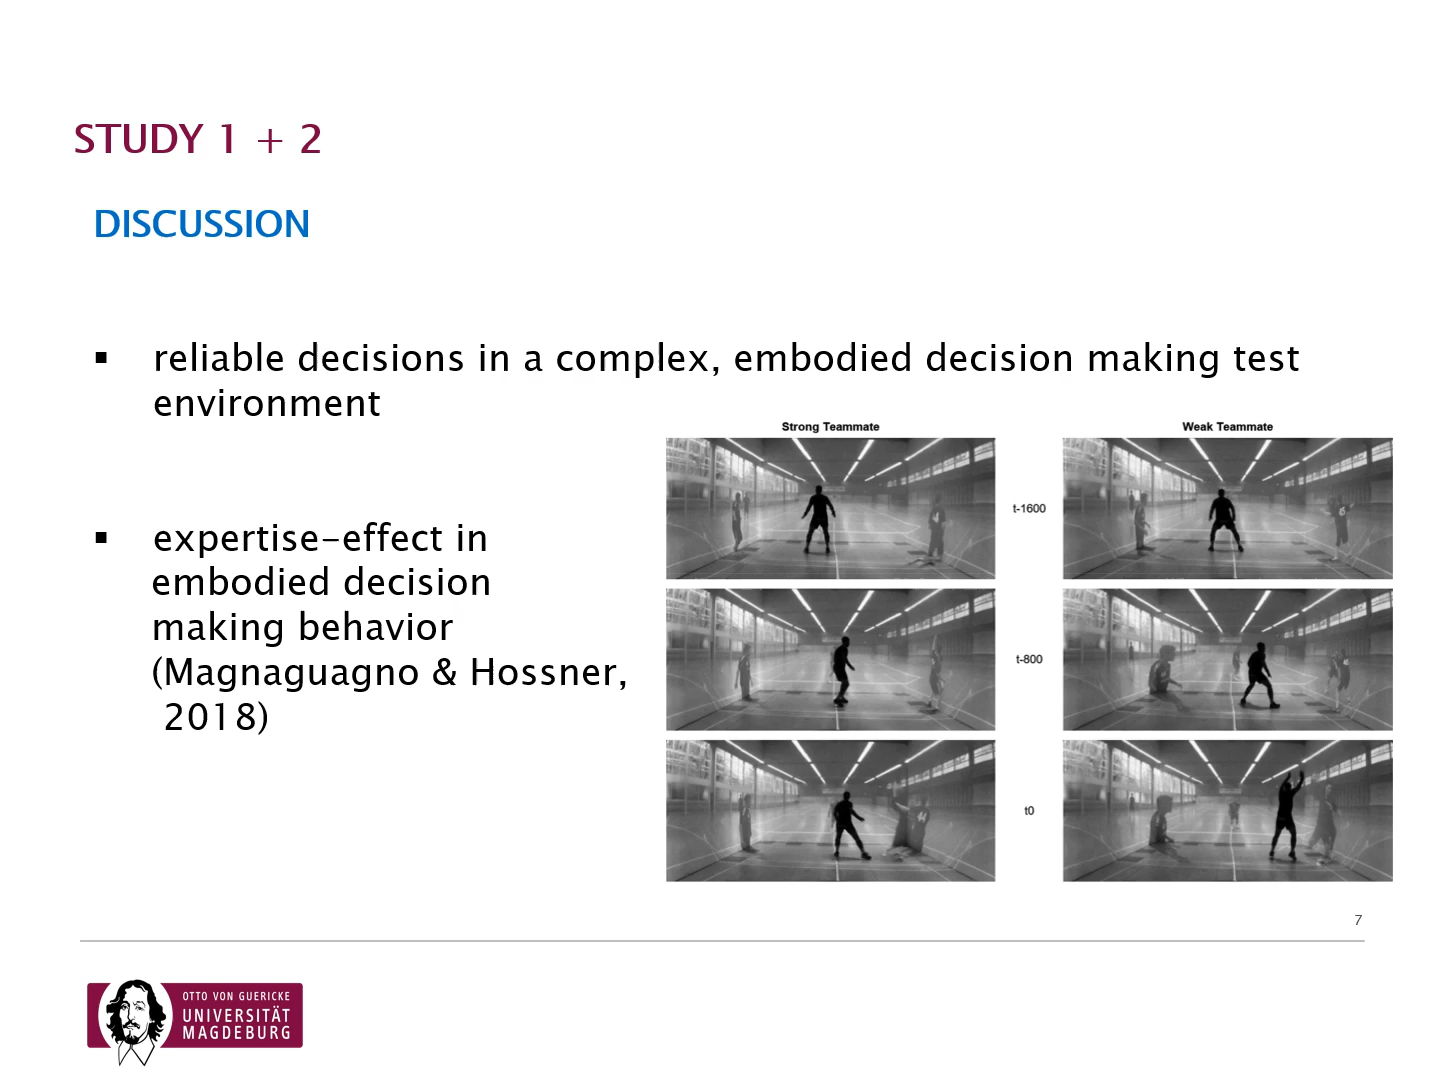 STUDY 1 + 2
DISCUSSION
▪ reliable decisions in a complex, embodied decision making test
environment
▪ expertise-effect in
embodied decision
making behavior
(Magnaguagno & Hossner,
2018)
Strong Teammate
Weak Teammate
t-1600
t-800
t0
7
OTTO VON GUERICKE
UNIVERSITÄT
MAGDEBURG